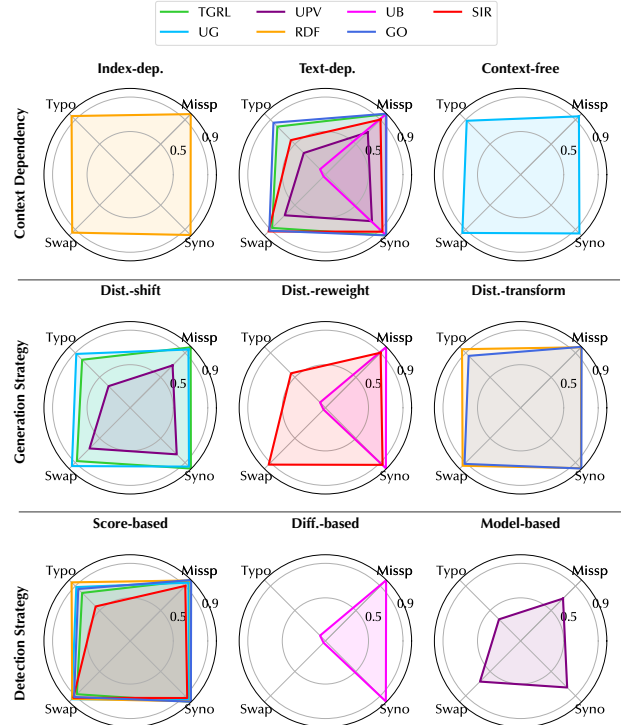 TGRL UPV UB SIR
UG RDF GO
Index-dep. Text-dep. Context-free
Context Dependency
Typo Missp 0.9 0.5 Swap Syno
Typo Missp 0.9 0.5 Swap Syno
Typo Missp 0.9 0.5 Swap Syno
Dist.-shift Dist.-reweight Dist.-transform
Generation Strategy
Typo Missp 0.9 0.5 Swap Syno
Typo Missp 0.9 0.5 Swap Syno
Typo Missp 0.9 0.5 Swap Syno
Score-based Diff.-based Model-based
Detection Strategy
Typo Missp 0.9 0.5 Swap Syno
Typo Missp 0.9 0.5 Swap Syno
Typo Missp 0.9 0.5 Swap Syno